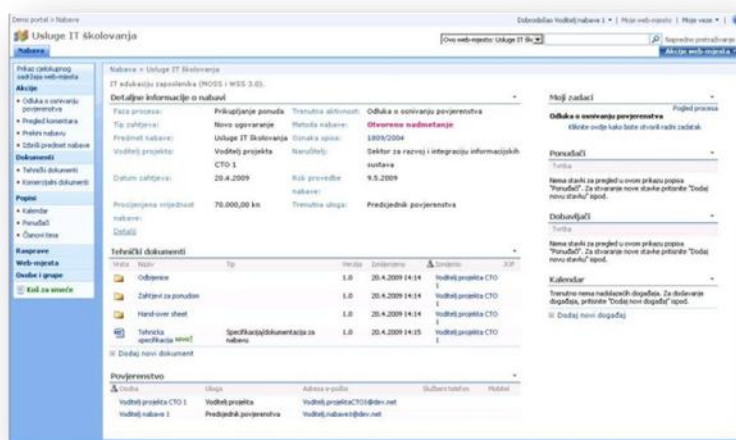 Demo portal > Nabava
Dobrodošao Voditelj nabave 1 | Moje web-mjesto | Moje veze
Usluge IT školovanja
Ovo web-mjesto: Usluge IT šk
Napredno pretraživanje
Nabava
Akcije web-mjesta
Prikaz cjelokupnog
sadržaja web-mjesta
Akcije
Odluka o osnivanju
povjerenstva
Pregled komentara
Prekini nabavu
Izbriši predmet nabave
Dokumenti
Tehnički dokumenti
Komercijalni dokumenti
Popisi
Kalendar
Ponuđači
Članovi tima
Rasprave
Web-mjesta
Osobe i grupe
Koš za smeće
Nabava > Usluge IT školovanja
IT edukacija zaposlenika (MOSS i WSS 3.0).
Detaljne informacije o nabavi
Faza procesa: Prikupljanje ponuda Trenutna aktivnost: Odluka o osnivanju povjerenstva
Tip zahtjeva: Novo ugovaranje Metoda nabave: Otvoreno nadmetanje
Predmet nabave: Usluge IT školovanja Oznaka spisa: 1009/2004
Voditelj projekta: Voditelj projekta Naručitelj: Sektor za razvoj i integraciju informacijskih
CTO 1 sustava
Datum zahtjeva: 20.4.2009 Rok provedbe 9.5.2009
nabave:
Procijenjena vrijednost 70.000,00 kn Trenutna uloga: Predsjednik povjerenstva
nabave:
Detalji
Tehnički dokumenti
Vrsta Naziv Tip Verzija Izmijenjeno Izmijenio
Odbijenice 1.0 20.4.2009 14:14 Voditelj projekta CTO
1
Zahtjevi za ponudom 1.0 20.4.2009 14:14 Voditelj projekta CTO
1
Hand-over sheet 1.0 20.4.2009 14:14 Voditelj projekta CTO
1
Tehnicka Specifikacija/dokumentacija za 1.0 20.4.2009 14:15 Voditelj projekta CTO
specifikacija NOVO! nabavu 1
Dodaj novi dokument
Povjerenstvo
Osoba Uloga Adresa e-pošte Službeni telefon Mobitel
Voditelj projekta CTO 1 Voditelj projekta Voditelj.projektaCTO1@dev.net
Voditelj nabave 1 Predsjednik povjerenstva Voditelj.nabave1@dev.net
Moji zadaci
Pogled procesa
Odluka o osnivanju povjerenstva
Kliknite ovdje kako biste otvorili radni zadatak
Ponuđači
Tvrtka
Nema stavki za pregled u ovom prikazu popisa
"Ponuđači". Za stvaranje nove stavke pritisnite "Dodaj
novu stavku" ispod.
Dobavljači
Tvrtka
Nema stavki za pregled u ovom prikazu popisa
"Dobavljači". Za stvaranje nove stavke pritisnite "Dodaj
novu stavku" ispod.
Kalendar
Trenutno nema nadolazećih događaja. Za dodavanje
događaja, pritisnite "Dodaj novi događaj" ispod.
Dodaj novi događaj